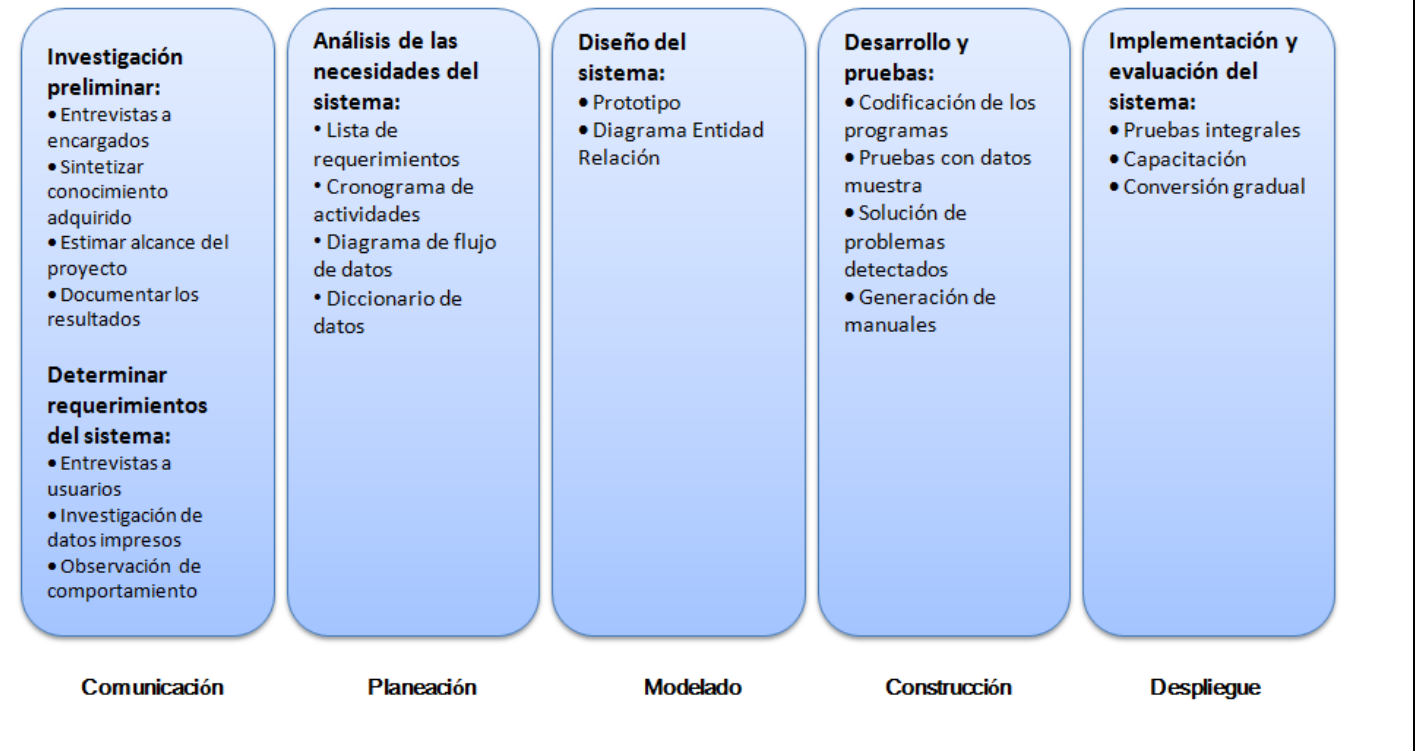 Investigación
preliminar:
• Entrevistas a
encargados
• Sintetizar
conocimiento
adquirido
• Estimar alcance del
proyecto
• Documentar los
resultados
Determinar
requerimientos
del sistema:
• Entrevistas a
usuarios
• Investigación de
datos impresos
• Observación de
comportamiento
Comunicación
Análisis de las
necesidades del
sistema:
• Lista de
requerimientos
• Cronograma de
actividades
• Diagrama de flujo
de datos
• Diccionario de
datos
Planeación
Diseño del
sistema:
• Prototipo
• Diagrama Entidad
Relación
Modelado
Desarrollo y
pruebas:
• Codificación de los
programas
• Pruebas con datos
muestra
• Solución de
problemas
detectados
• Generación de
manuales
Construcción
Implementación y
evaluación del
sistema:
• Pruebas integrales
• Capacitación
• Conversión gradual
Despliegue